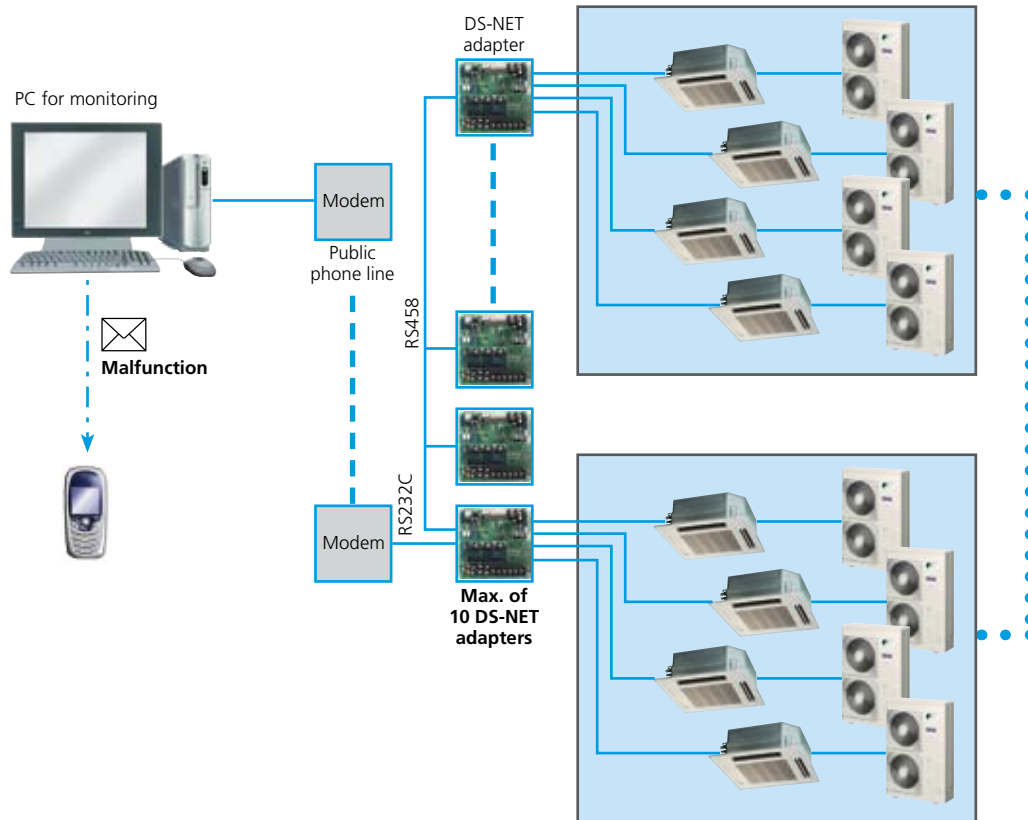 DS-NET
adapter
PC for monitoring
Modem
Public
phone line
RS458
Malfunction
RS232C
Modem
Max. of
10 DS-NET
adapters